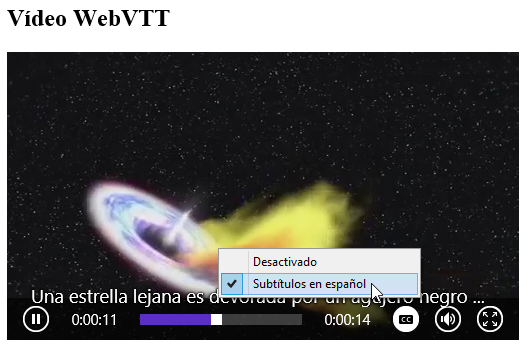 Vídeo WebVTT
Desactivado
Subtítulos en español
Una estrella lejana es devorada por un agujero negro ...
0:00:11
0:00:14
CC